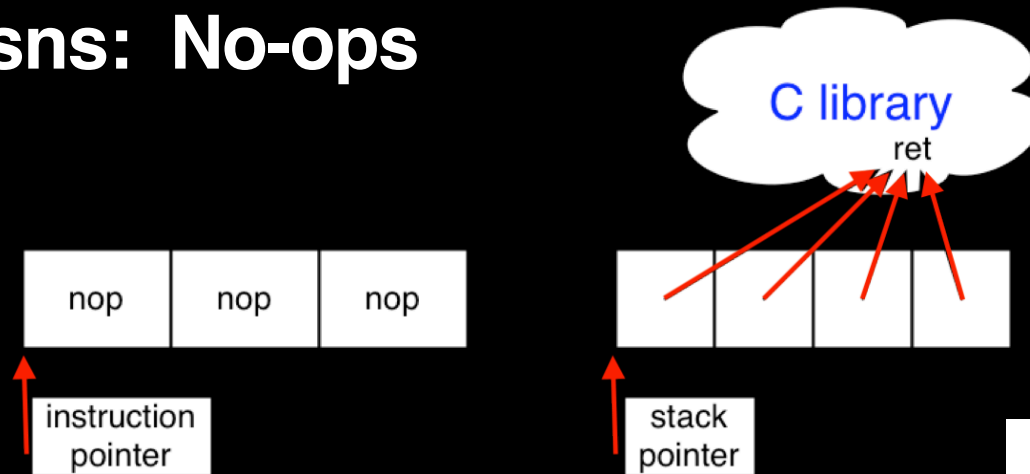 sns: No-ops
C library
ret
nop nop nop
instruction
pointer
stack
pointer